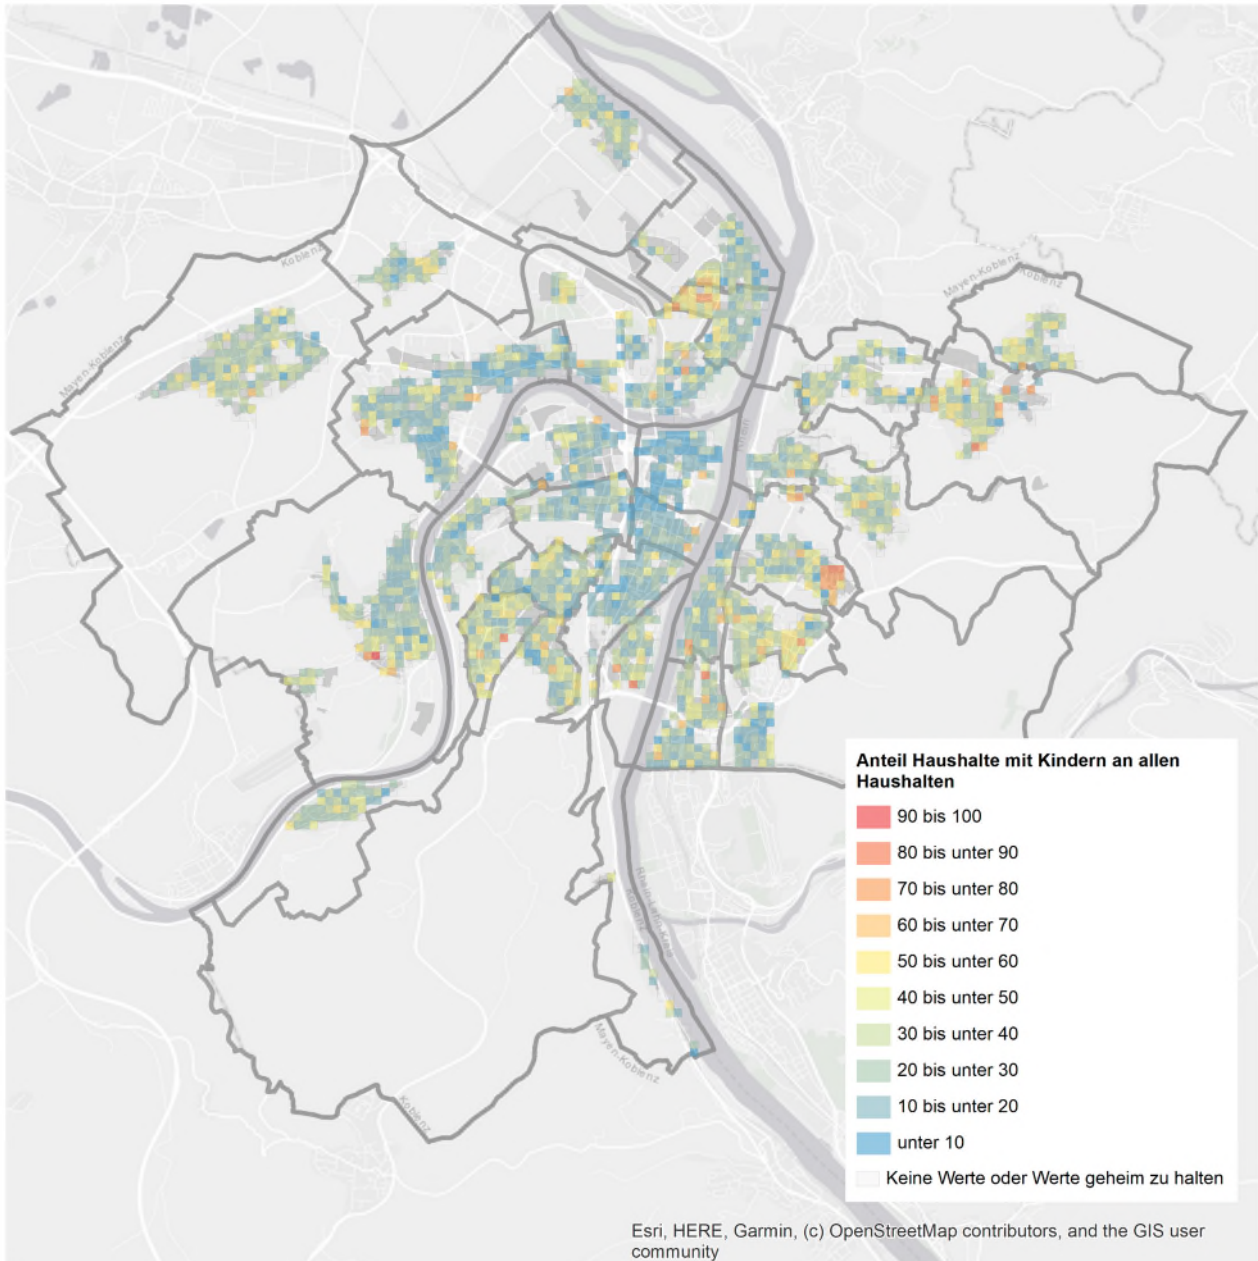 Koblenz
Mayen-Koblenz
Koblenz
Mayen-Koblenz
Rhein
Rhein-Lahn-Kreis
Koblenz
Mayen-Koblenz
Koblenz
Anteil Haushalte mit Kindern an allen
Haushalten
90 bis 100
80 bis unter 90
70 bis unter 80
60 bis unter 70
50 bis unter 60
40 bis unter 50
30 bis unter 40
20 bis unter 30
10 bis unter 20
unter 10
Keine Werte oder Werte geheim zu halten
Esri, HERE, Garmin, (c) OpenStreetMap contributors, and the GIS user
community